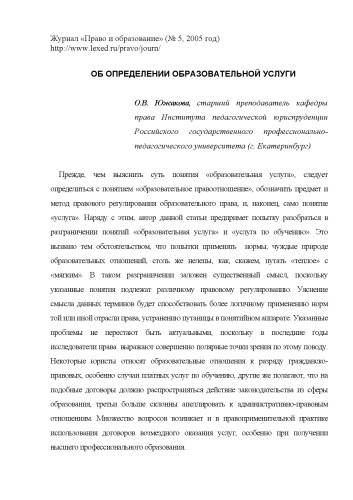 Журнал «Право и образование» (№ 5, 2005 год)
http://www.lexed.ru/pravo/journ/
ОБ ОПРЕДЕЛЕНИИ ОБРАЗОВАТЕЛЬНОЙ УСЛУГИ
О.В. Южакова, старший преподаватель кафедры
права Института педагогической юриспруденции
Российского государственного профессионально-
педагогического университета (г. Екатеринбург)
Прежде, чем выяснить суть понятия «образовательная услуга», следует
определиться с понятием «образовательное правоотношение», обозначить предмет и
метод правового регулирования образовательного права, и, наконец, само понятие
«услуга». Наряду с этим, автор данной статьи предпримет попытку разобраться в
разграничении понятий «образовательная услуга» и «услуга по обучению». Это
вызвано тем обстоятельством, что попытки применять нормы, чуждые природе
образовательных отношений, столь же нелепы, как, скажем, путать «теплое» с
«мягким». В таком разграничении заложен существенный смысл, поскольку
указанные понятия подлежат различному правовому регулированию. Уяснение
смысла данных терминов будет способствовать более логичному применению норм
той или иной отрасли права, устранению путаницы в понятийном аппарате. Указанные
проблемы не перестают быть актуальными, поскольку в последние годы
исследователи права выражают совершенно полярные точки зрения по этому поводу.
Некоторые юристы относят образовательные отношения к разряду гражданско-
правовых, особенно случаи платных услуг по обучению, другие же полагают, что на
подобные договоры должно распространяться действие законодательства из сферы
образования, третьи больше склонны апеллировать к административно-правовым
отношениям. Множество вопросов возникает и в правоприменительной практике
использования договоров возмездного оказания услуг, особенно при получении
высшего профессионального образования.